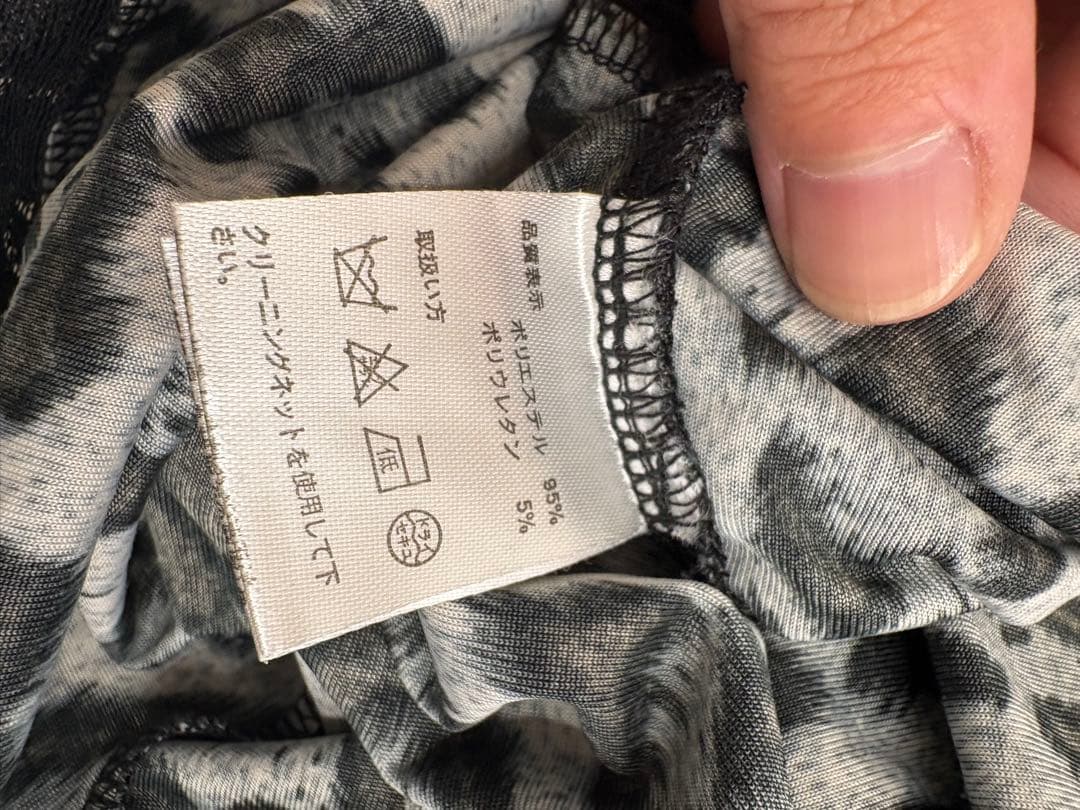 品質表示
ポリエステル 95%
ポリウレタン 5%
取扱い方
低
ドライ
セキユ
クリーニングネットを使用して下
さい。